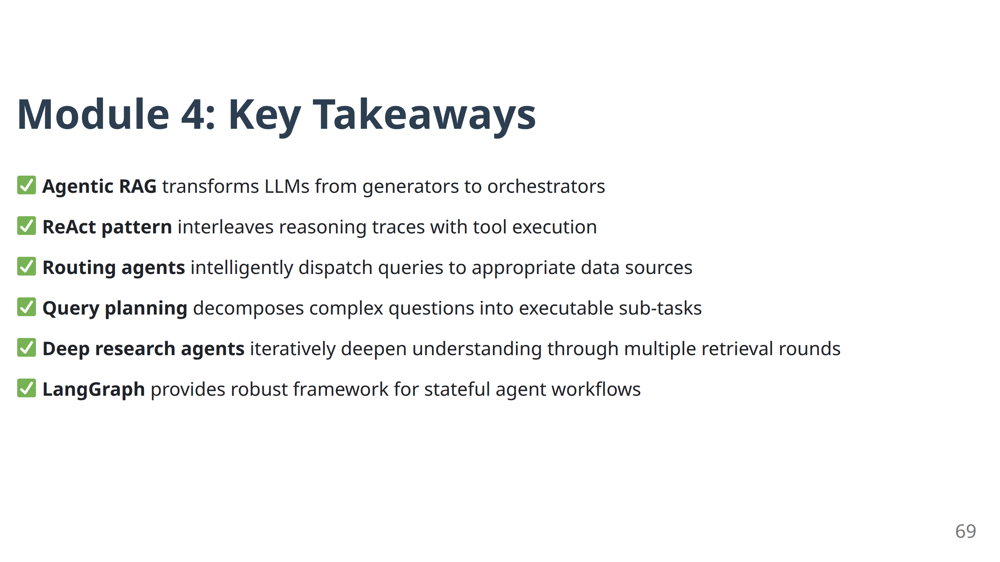 Module 4: Key Takeaways
✅ Agentic RAG transforms LLMs from generators to orchestrators
✅ ReAct pattern interleaves reasoning traces with tool execution
✅ Routing agents intelligently dispatch queries to appropriate data sources
✅ Query planning decomposes complex questions into executable sub-tasks
✅ Deep research agents iteratively deepen understanding through multiple retrieval rounds
✅ LangGraph provides robust framework for stateful agent workflows
69